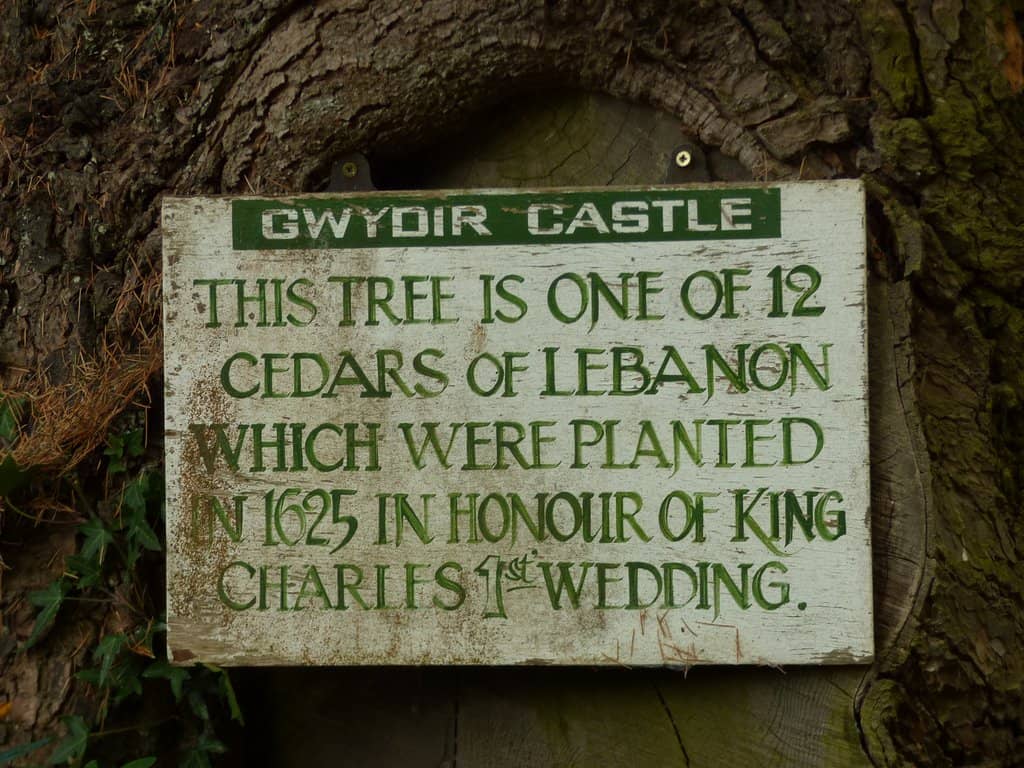 GWYDIR CASTLE
THIS TREE IS ONE OF 12
CEDARS OF LEBANON
WHICH WERE PLANTED
IN 1625 IN HONOUR OF KING
CHARLES 1st' WEDDING.